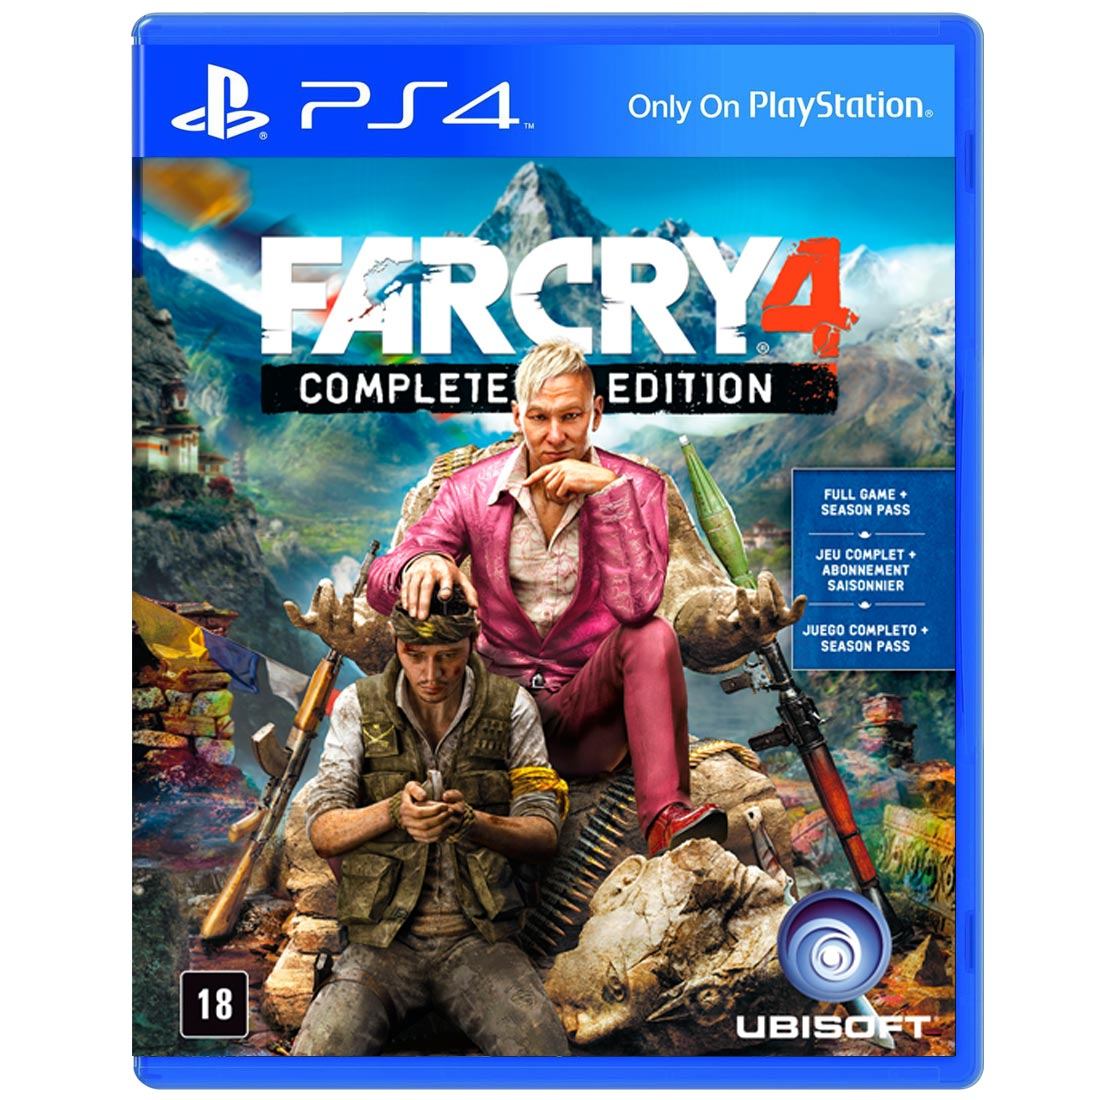 PS4™
Only On PlayStation®
FARCRY4®
COMPLETE EDITION
FULL GAME +
SEASON PASS
JEU COMPLET +
ABONNEMENT
SAISONNIER
JUEGO COMPLETO +
SEASON PASS
18
UBISOFT